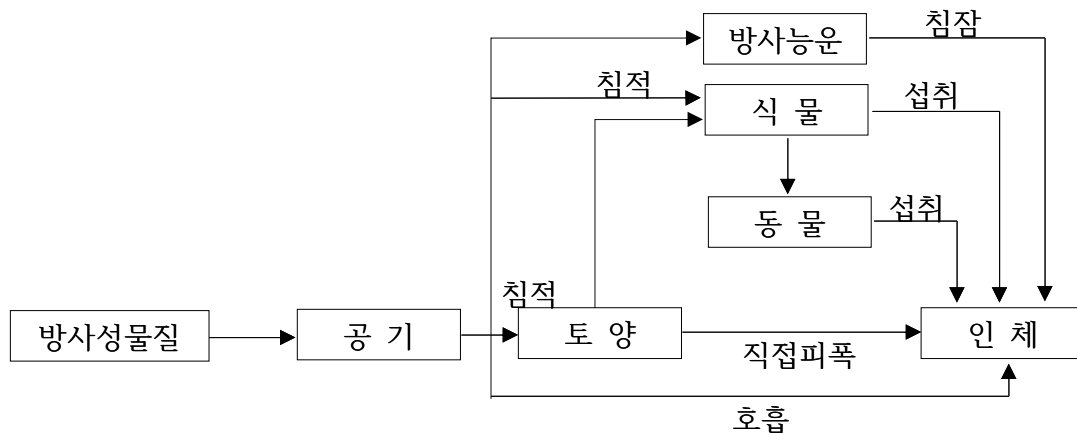 방사능운
침잠
침적
식 물
섭취
동 물
섭취
침적
방사성물질
공 기
토 양
인 체
직접피폭
호흡